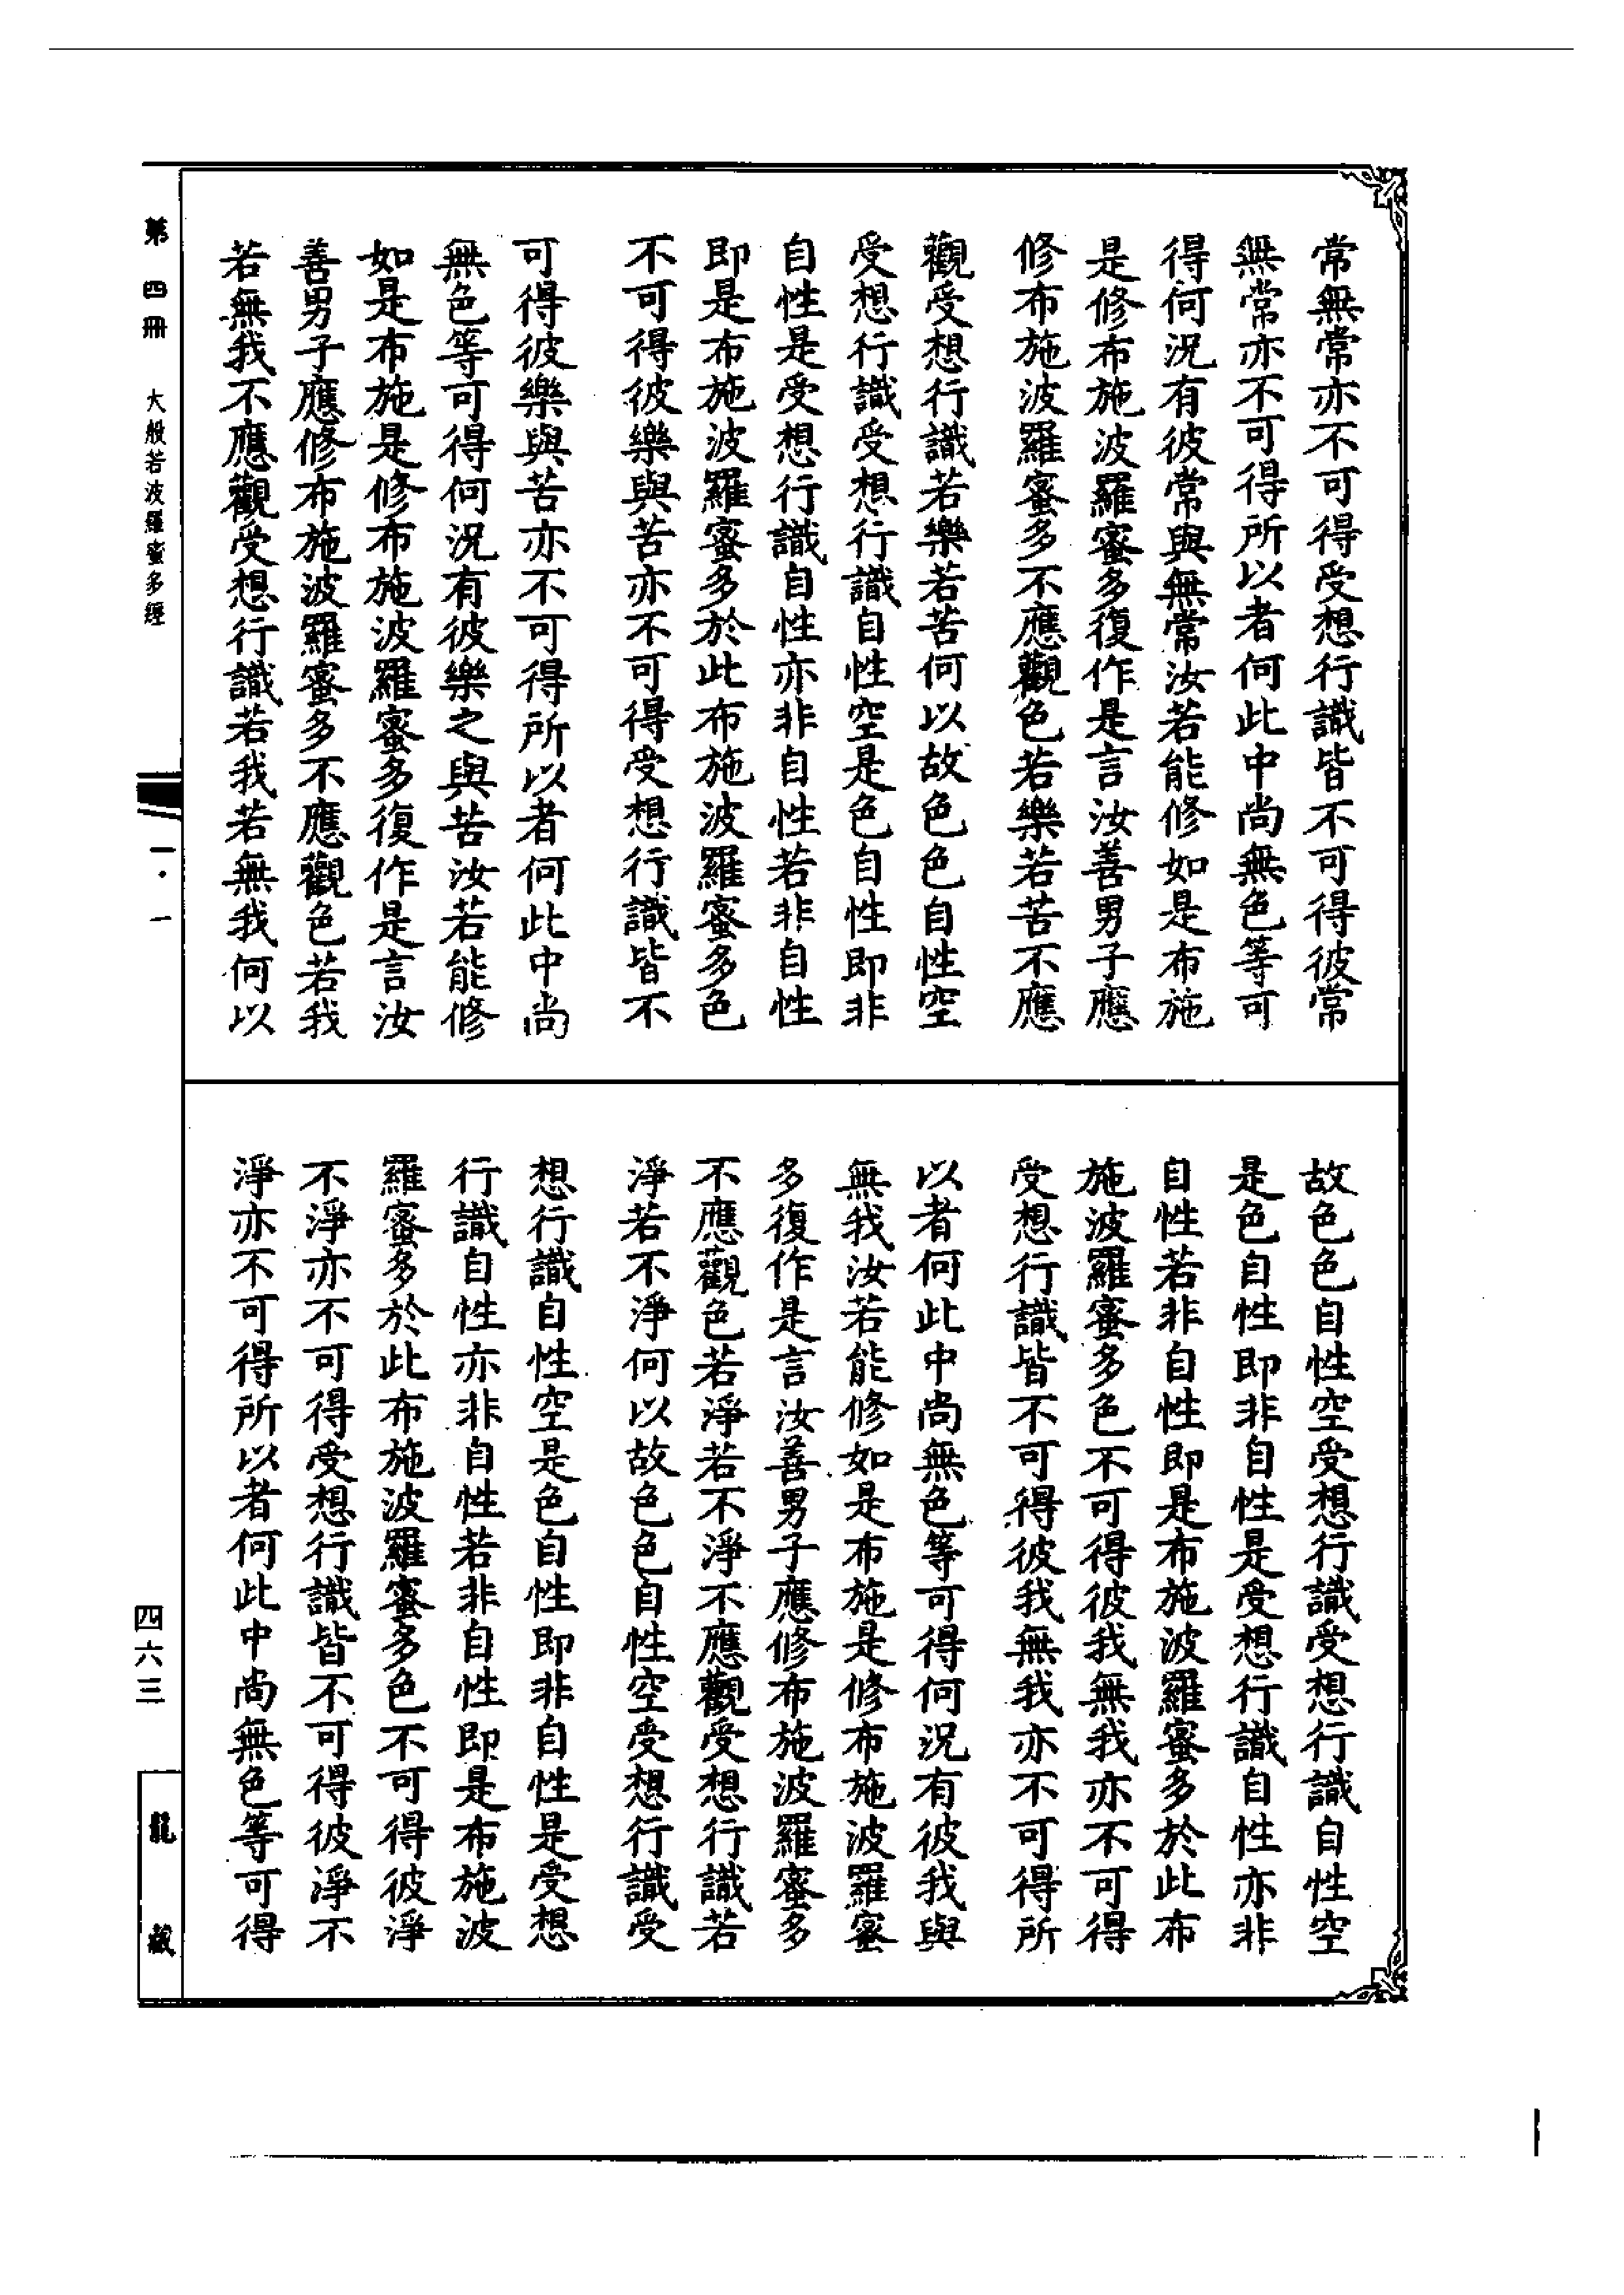 常無常亦不可得受想行識皆不可得彼常
無常亦不可得所以者何此中尚無色等可
得何況有彼常與無常汝若能修如是布施
是修布施波羅蜜多復作是言汝善男子應
修布施波羅蜜多不應觀色若樂若苦不應
觀受想行識若樂若苦何以故色色自性空
受想行識受想行識自性空是色自性即非
自性是受想行識自性亦非自性若非自性
即是布施波羅蜜多於此布施波羅蜜多色
不可得彼樂與苦亦不可得受想行識皆不
可得彼樂與苦亦不可得所以者何此中尚
無色等可得何況有彼樂之與苦汝若能修
如是布施是修布施波羅蜜多復作是言汝
善男子應修布施波羅蜜多不應觀色若我
若無我不應觀受想行識若我若無我何以
故色色自性空受想行識受想行識自性空
是色自性即非自性是受想行識自性亦非
自性若非自性即是布施波羅蜜多於此布
施波羅蜜多色不可得彼我無我亦不可得
受想行識皆不可得彼我無我亦不可得所
以者何此中尚無色等可得何況有彼我與
無我汝若能修如是布施是修布施波羅蜜
多復作是言汝善男子應修布施波羅蜜多
不應觀色若淨若不淨不應觀受想行識若
淨若不淨何以故色色自性空受想行識受
想行識自性空是色自性即非自性是受想
行識自性亦非自性若非自性即是布施波
羅蜜多於此布施波羅蜜多色不可得彼淨
不淨亦不可得受想行識皆不可得彼淨不
淨亦不可得所以者何此中尚無色等可得
第四冊 大般若波羅蜜多經
一·一
四六三
龍藏